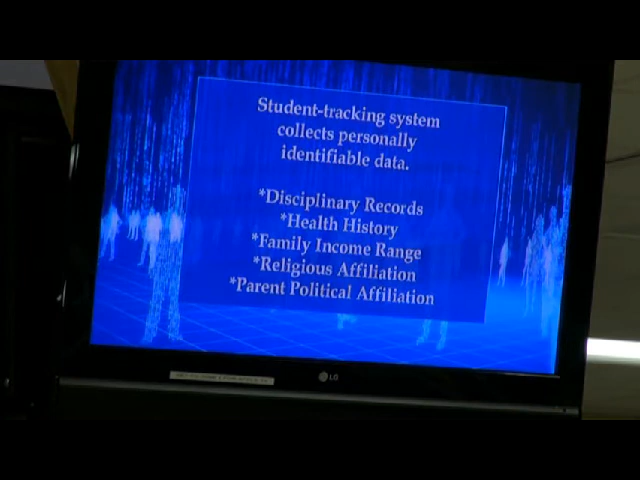 Student-tracking system
collects personally
identifiable data.
*Disciplinary Records
*Health History
*Family Income Range
*Religious Affiliation
*Parent Political Affiliation
LG